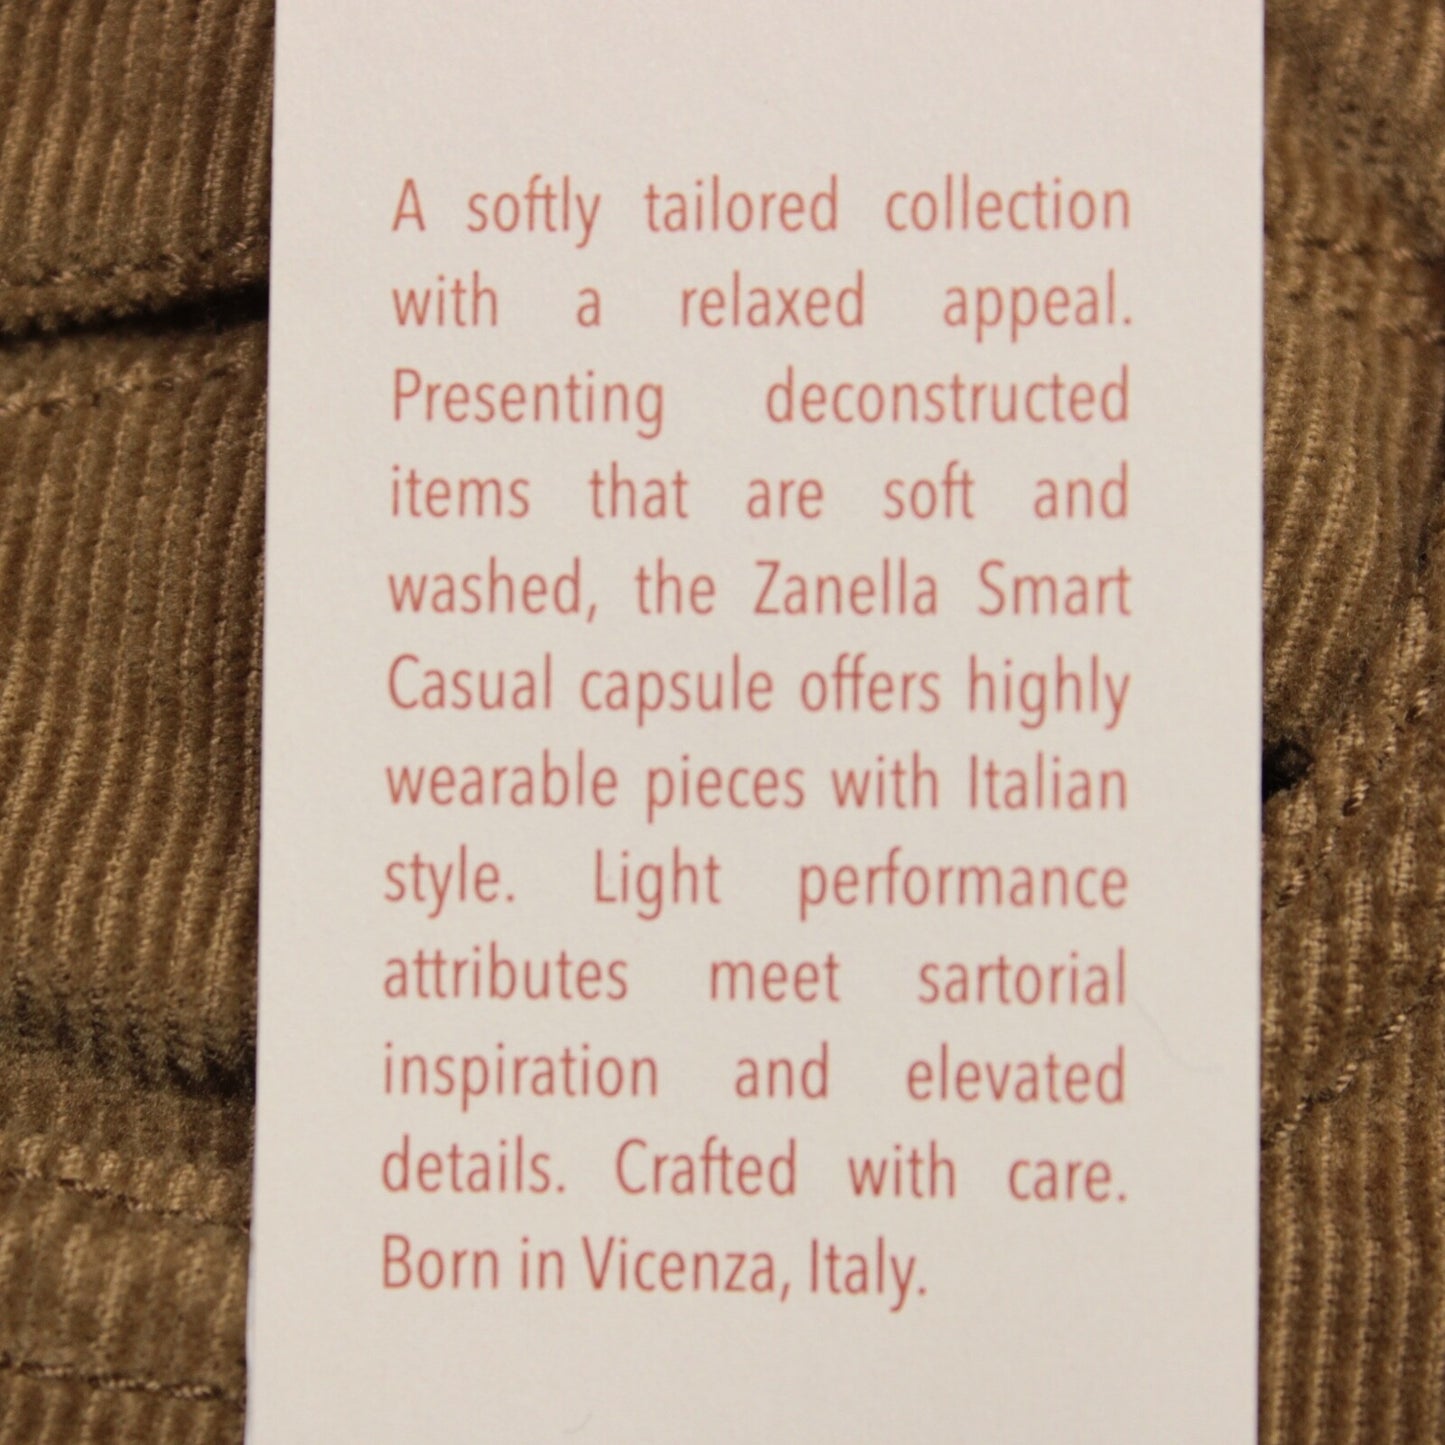 A softly tailored collection
with a relaxed appeal.
Presenting deconstructed
items that are soft and
washed, the Zanella Smart
Casual capsule offers highly
wearable pieces with Italian
style. Light performance
attributes meet sartorial
inspiration and elevated
details. Crafted with care.
Born in Vicenza, Italy.